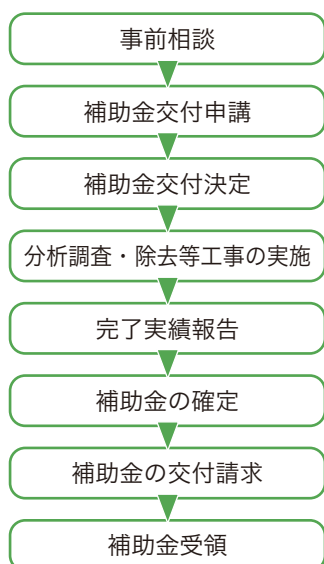 事前相談
補助金交付申講
補助金交付決定
分析調査・除去等工事の実施
完了実績報告
補助金の確定
補助金の交付請求
補助金受領